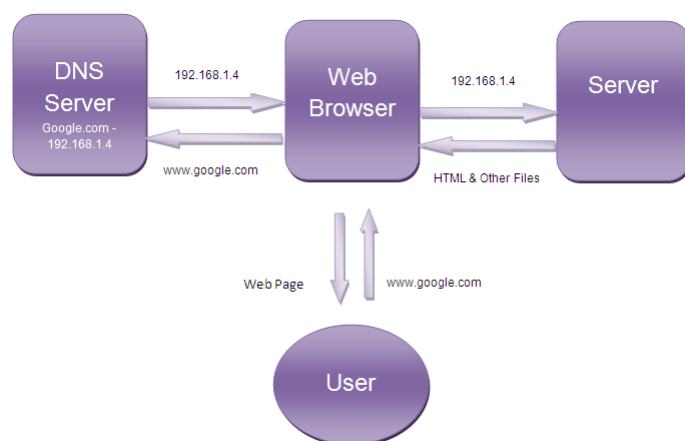 DNS
Server
Google.com -
192.168.1.4
192.168.1.4
www.google.com
Web
Browser
192.168.1.4
HTML & Other Files
Server
Web Page
www.google.com
User